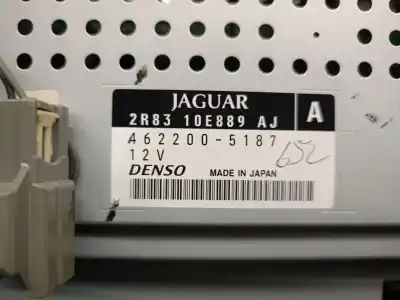 JAGUAR
2R83 10E889 AJ A
462200-5187
12V 652
DENSO MADE IN JAPAN